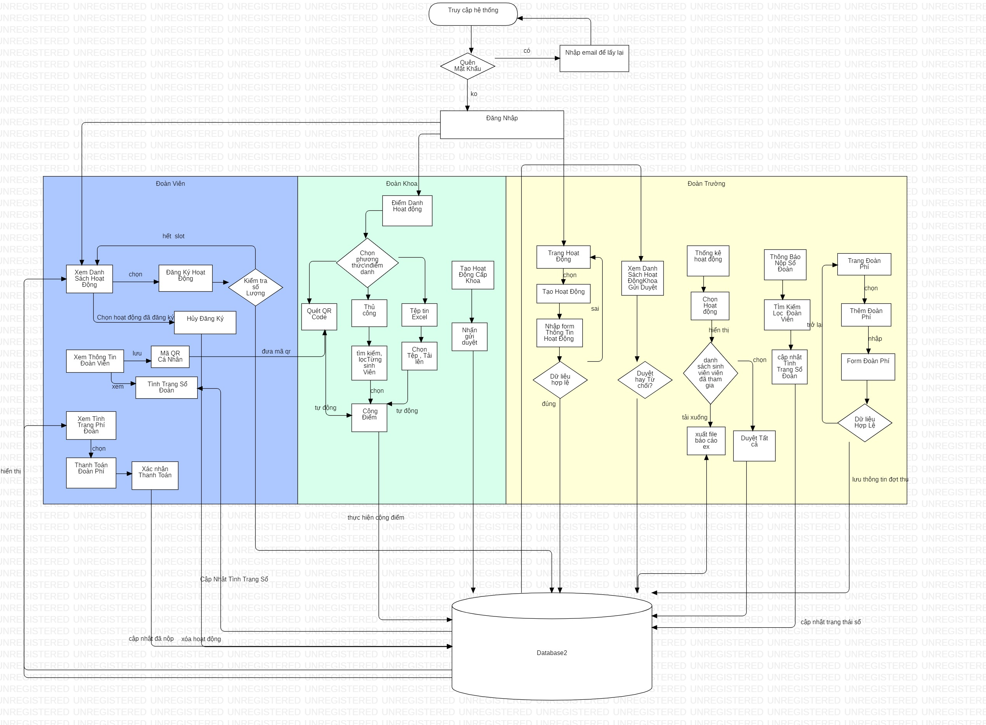 Truy cập hệ thống
Quên
Mật Khẩu
có
Nhập email để lấy lại
ko
Đăng Nhập
Đoàn Viên
Đoàn Khoa
Đoàn Trường
hết slot
Xem Danh
Sách Hoạt
Động
chọn
Đăng Ký Hoạt
Động
Kiểm tra
số
Lượng
Chọn hoạt động đã đăng ký
Hủy Đăng Ký
Xem Thông Tin
Đoàn Viên
lưu
Mã QR
Cá Nhân
đưa mã qr
xem
Tình Trạng Sổ
Đoàn
Xem Tình
Trạng Phí
Đoàn
chọn
Thanh Toán
Đoàn Phí
Xác nhận
Thanh Toán
hiển thị
Điểm Danh
Hoạt động
Chọn
phương
thức\nđiểm
danh
Quét QR
Code
Thủ
công
Tệp tin
Excel
tìm kiếm,
lọcTừng
sinh
Viên
Chọn
Tệp , Tải
lên
chọn
tự động
tự động
Cộng
Điểm
Tạo Hoạt
Động Cấp
Khoa
Nhấn
gửi
duyệt
Trang Hoạt
Động
chọn
Tạo Hoạt Động
sai
Nhập form
Thông Tin
Hoạt Động
Dữ liệu
hợp lệ
đúng
Xem Danh
Sách Hoạt
ĐộngKhoa
Gửi Duyệt
Duyệt
hay Từ
chối?
Thống kê
hoạt động
Chọn
Hoạt
động
hiển thị
danh
sách sinh
viên viên
đã tham
gia
chọn
tải xuống
xuất file
báo cáo
ex
Duyệt Tất
cả
Thông Báo
Nộp Sổ
Đoàn
Tìm Kiếm
Lọc Đoàn
Viên
trở lại
cập nhật
Tình
Trạng Sổ
Đoàn
Trang Đoàn
Phí
chọn
Thêm Đoàn
Phí
nhập
Form Đoàn Phí
Dữ liệu
Hợp Lệ
lưu thông tin đợt thu
thực hiện cộng điểm
Cập Nhật Tình Trạng Sổ
cập nhật đã nộp
xóa hoạt động
cập nhật trạng thái sổ
Database2
UNREGISTERED